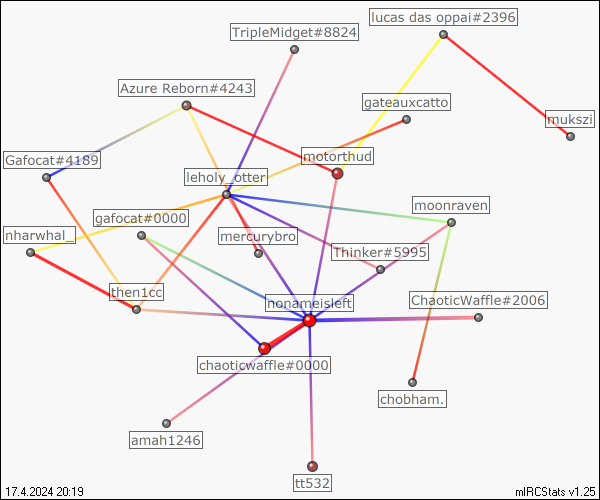 lucas das oppai#2396
TripleMidget#8824
Azure Reborn#4243
gateauxcatto
mukszi
Gafocat#4189
motorthud
leholy_otter
moonraven
gafocat#0000
nharwhal_
mercurybro
Thinker#5995
then1cc
nonameisleft
ChaoticWaffle#2006
chaoticwaffle#0000
chobham.
amah1246
tt532
17.4.2024 20:19
mIRCStats v1.25